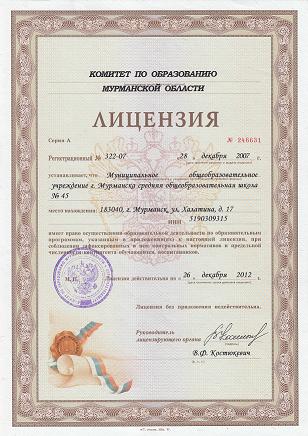 КОМИТЕТ ПО ОБРАЗОВАНИЮ
МУРМАНСКОЙ ОБЛАСТИ
ЛИЦЕНЗИЯ
Серия А № 246631
Регистрационный № 322-07 28 декабря 2007 г.
устанавливает, что Муниципальное общеобразовательное
учреждение г. Мурманска средняя общеобразовательная школа
№ 45
место нахождения: 183040, г. Мурманск, ул. Халатина, д. 17
ИНН 5190309315
имеет право осуществления образовательной деятельности по образовательным
программам, указанным в приложении к настоящей лицензии, при
соблюдении зафиксированных в нем контрольных нормативов и предельной
численности контингента обучающихся, воспитанников.
М.П. Лицензия действительна по 26 декабря 2012 г.
Лицензия без приложения недействительна.
Руководитель
лицензирующего органа
В.Ф. Костюкевич